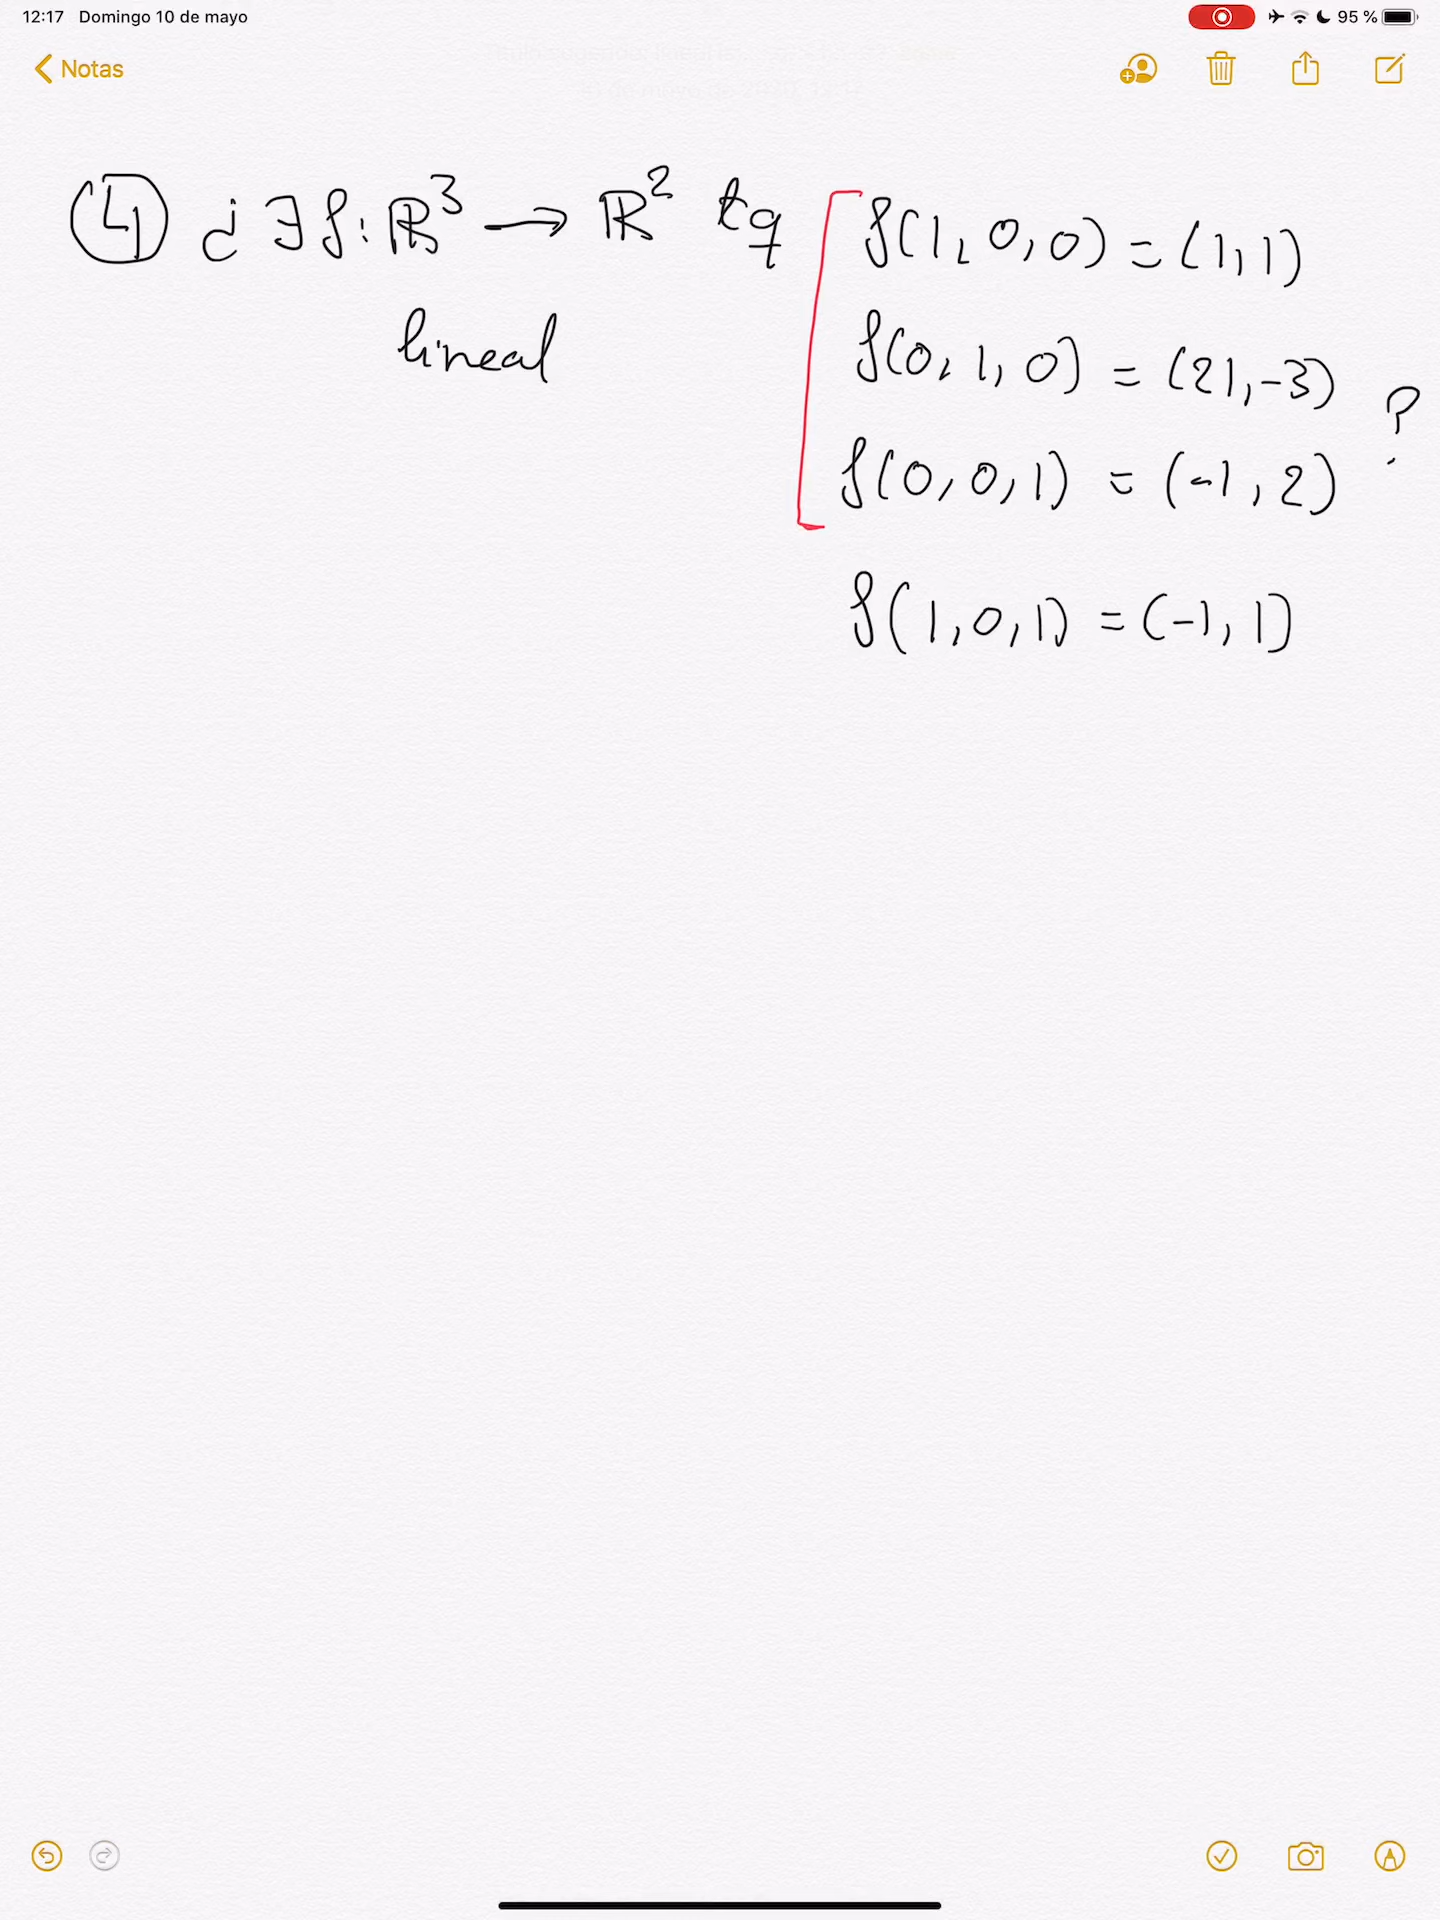 12:17 Domingo 10 de mayo 95 %
Notas
④ ¿ ∃ f: ℝ³ → ℝ² tq f(1, 0, 0) = (1, 1)
lineal f(0, 1, 0) = (21, -3) ?
f(0, 0, 1) = (-1, 2)
f(1, 0, 1) = (-1, 1)